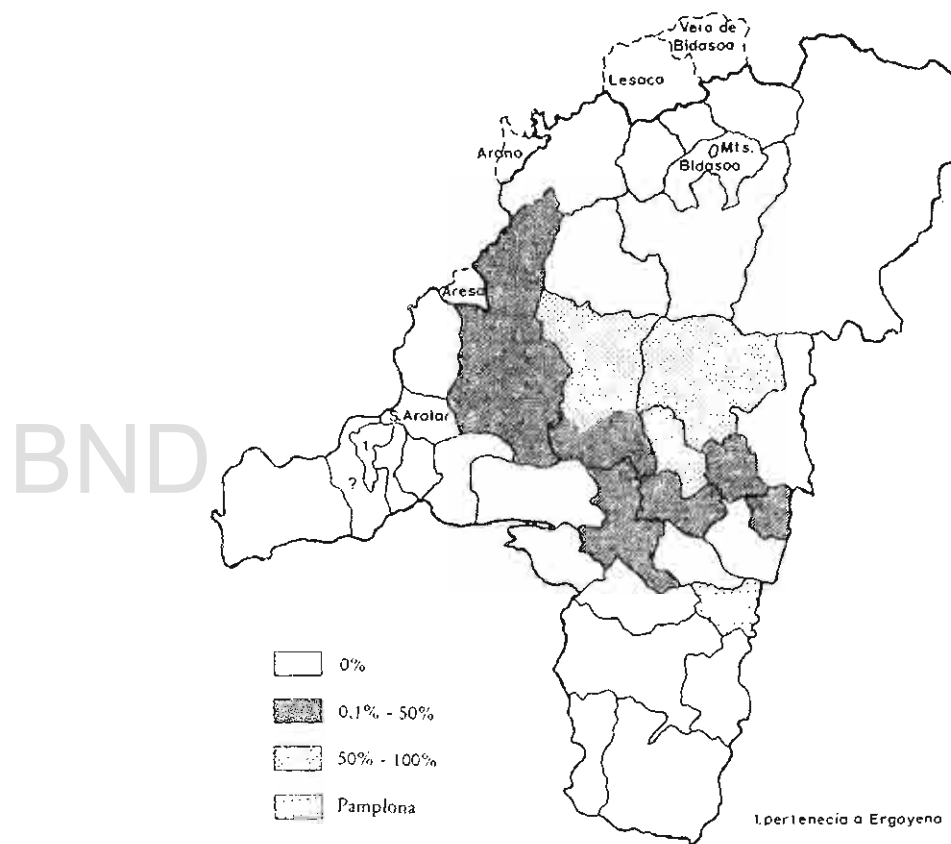 Vera de
Bidasoa
Lesaca
Arano
Mts.
Bidasoa
Aresa
S. Aralar
1
?
BND
0%
0,1% - 50%
50% - 100%
Pamplona
1.pertenecía a Ergoyena